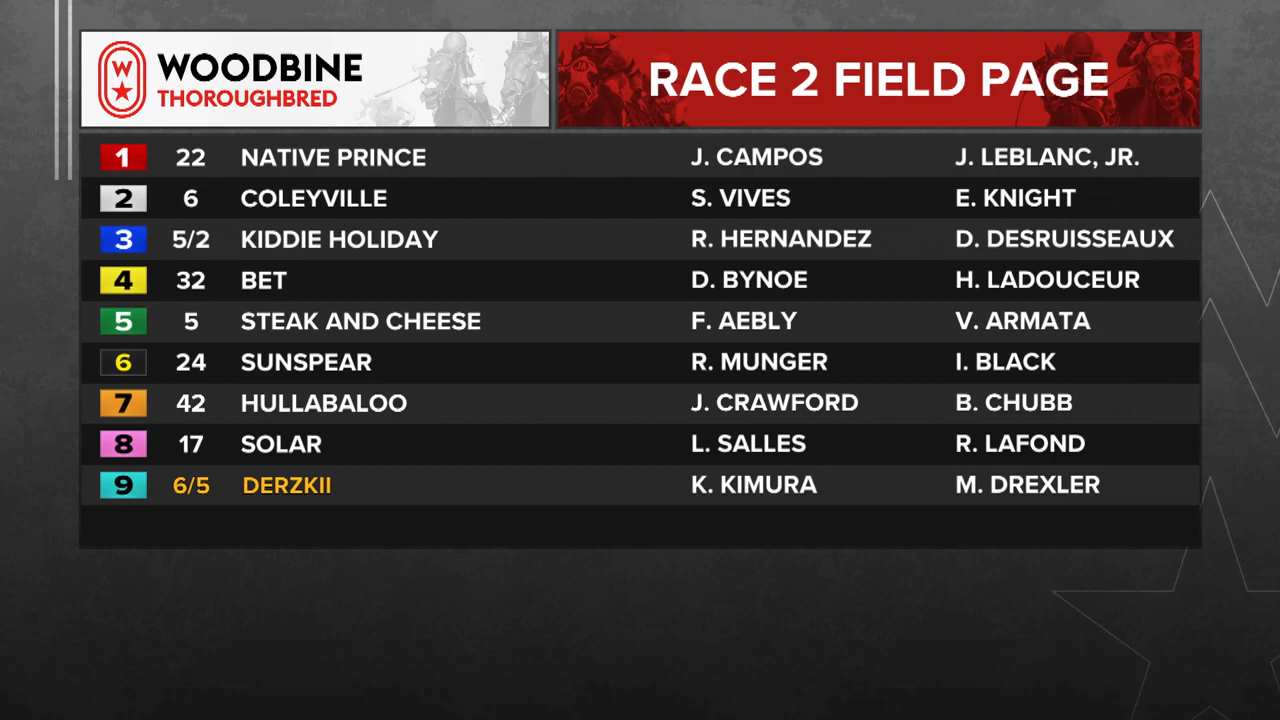 W
WOODBINE
THOROUGHBRED
RACE 2 FIELD PAGE
1 22 NATIVE PRINCE J. CAMPOS J. LEBLANC, JR.
2 6 COLEYVILLE S. VIVES E. KNIGHT
3 5/2 KIDDIE HOLIDAY R. HERNANDEZ D. DESRUISSEAUX
4 32 BET D. BYNOE H. LADOUCEUR
5 5 STEAK AND CHEESE F. AEBLY V. ARMATA
6 24 SUNSPEAR R. MUNGER I. BLACK
7 42 HULLABALOO J. CRAWFORD B. CHUBB
8 17 SOLAR L. SALLES R. LAFOND
9 6/5 DERZKII K. KIMURA M. DREXLER